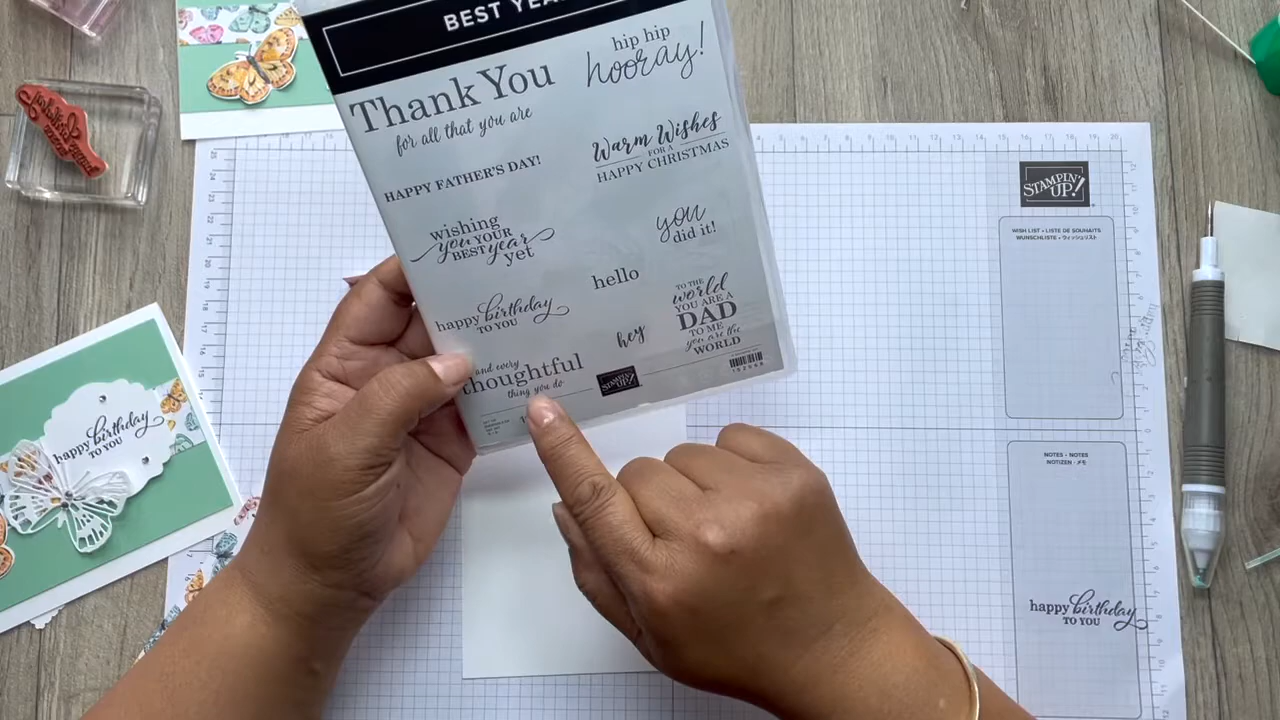 BEST YEA
Thank You
for all that you are
hip hip
hooray!
HAPPY FATHER'S DAY!
Warm Wishes
FOR A
HAPPY CHRISTMAS
wishing
you YOUR
BEST year
yet
you
did it!
hello
happy birthday
TO YOU
hey
TO THE
world
YOU ARE A
DAD
TO ME
you are the
WORLD
and every
thoughtful
thing you do
STAMPIN' UP!
happy birthday
TO YOU
STAMPIN' UP!
WISH LIST • LISTE DE SOUHAITS
WUNSCHLISTE • ウィッシュリスト
NOTES • NOTES
NOTIZEN • メモ
happy birthday
TO YOU